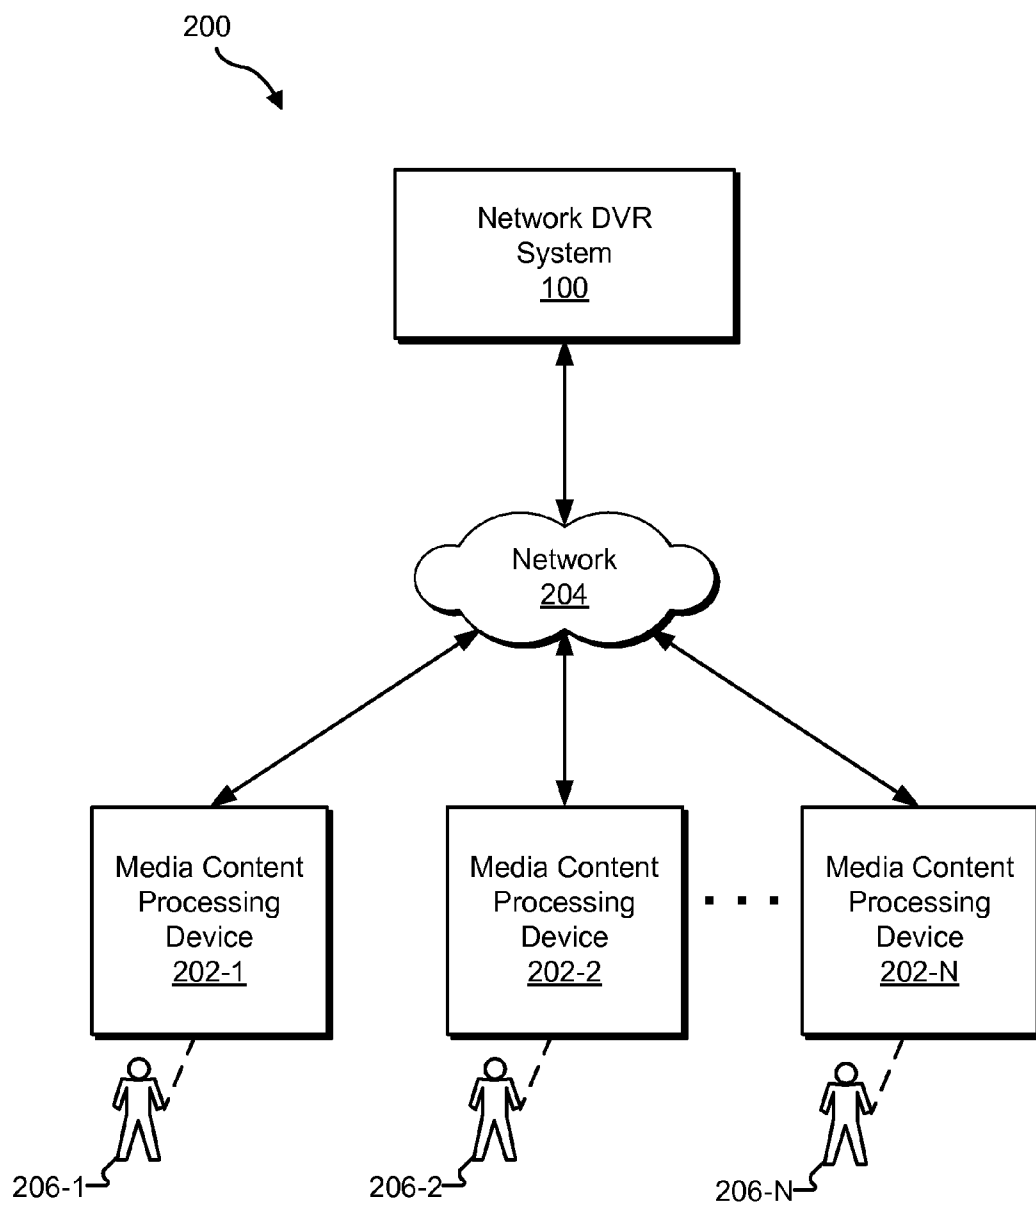 200
Network DVR
System
100
Network
204
Media Content
Processing
Device
202-1
Media Content
Processing
Device
202-2
Media Content
Processing
Device
202-N
206-1
206-2
206-N